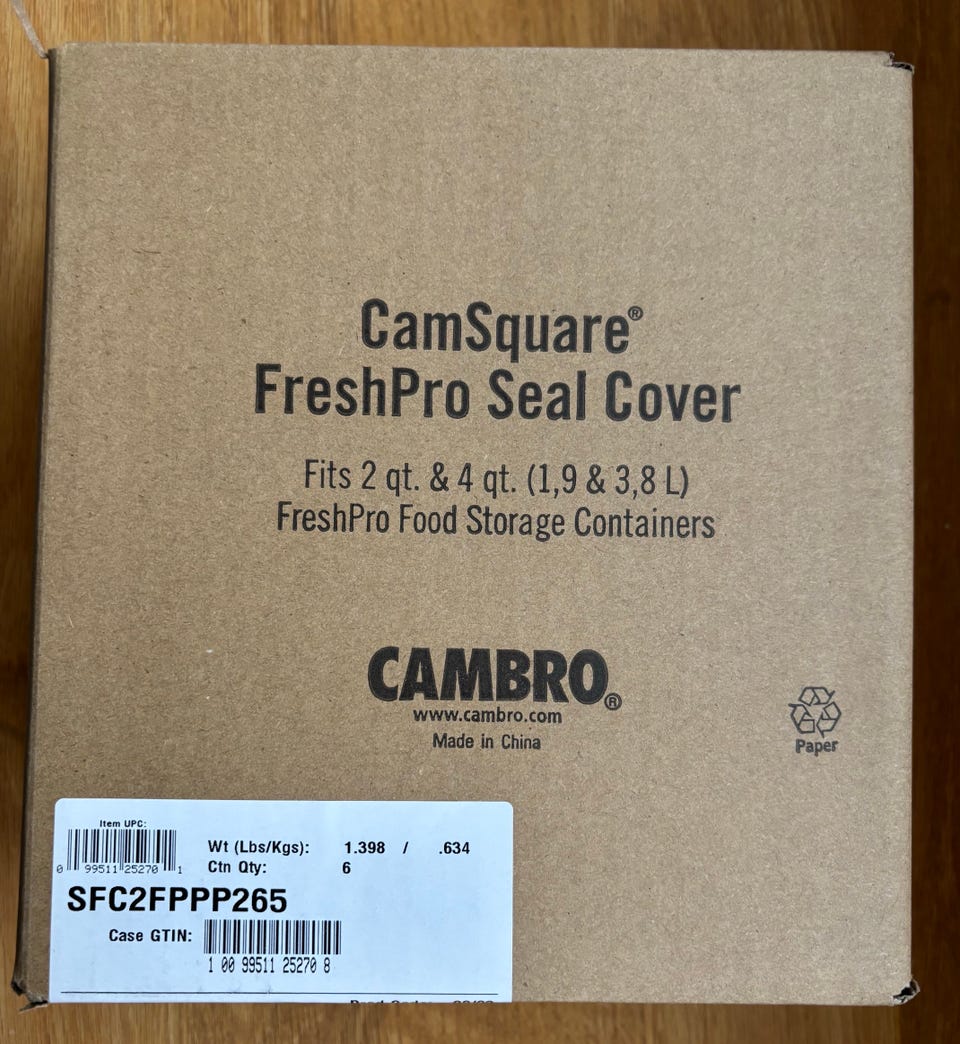 CamSquare®
FreshPro Seal Cover
Fits 2 qt. & 4 qt. (1,9 & 3,8 L)
FreshPro Food Storage Containers
CAMBRO®
www.cambro.com
Made in China
Paper
Item UPC:
0 99511 25270 1
Wt (Lbs/Kgs): 1.398 / .634
Ctn Qty: 6
SFC2FPPP265
Case GTIN:
1 00 99511 25270 8